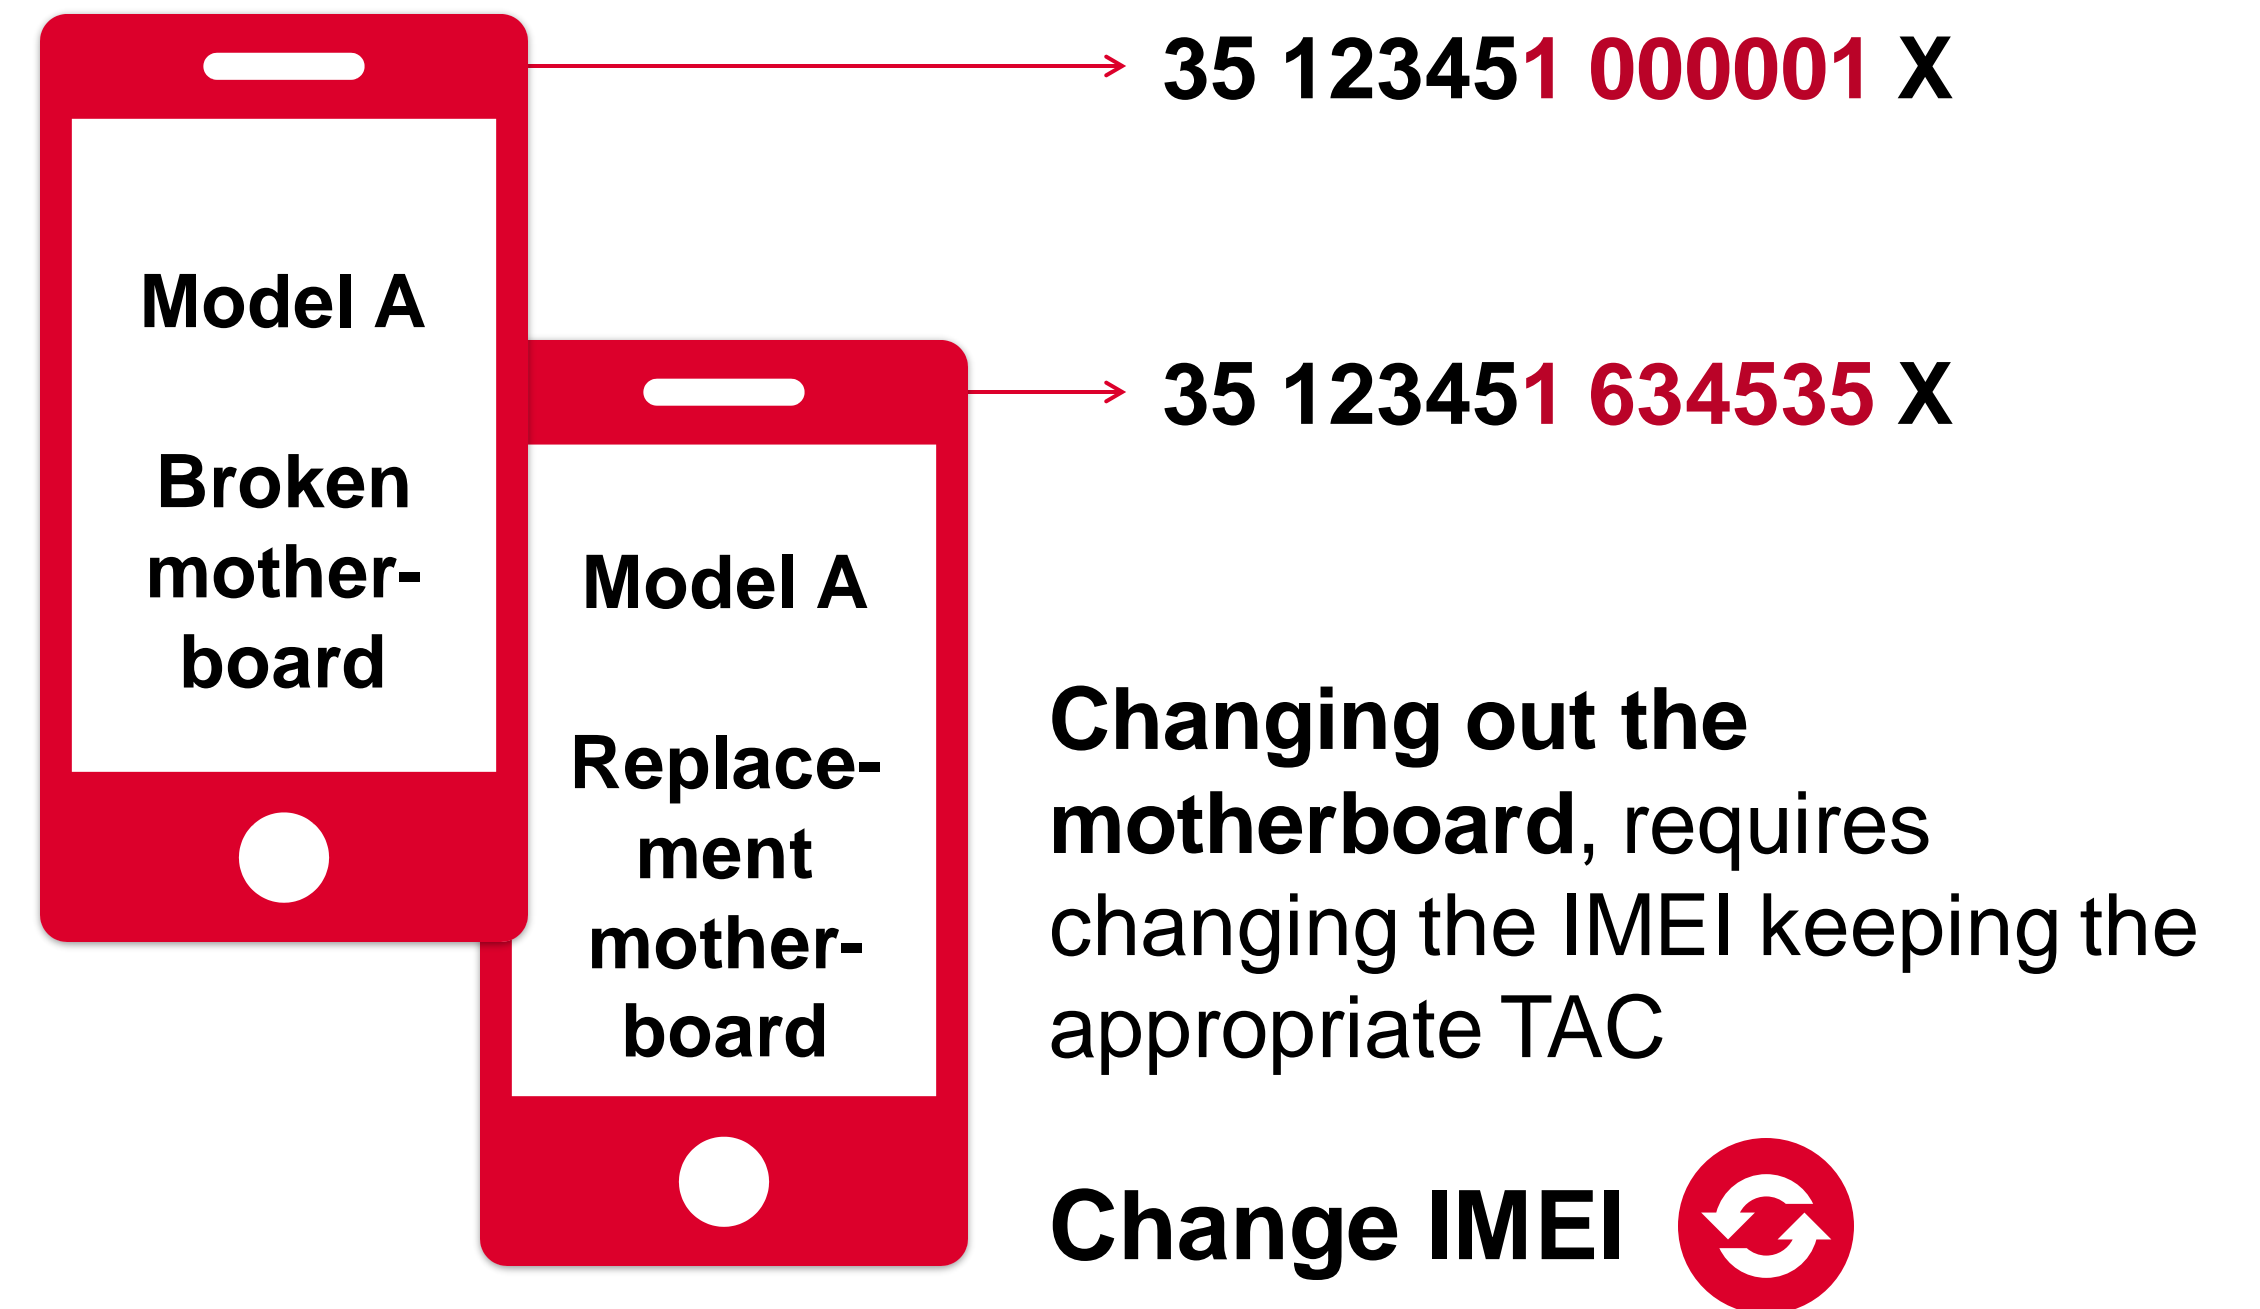 35 123451 000001 X
Model A
Broken
mother-
board
35 123451 634535 X
Model A
Replace-
ment
mother-
board
Changing out the
motherboard, requires
changing the IMEI keeping the
appropriate TAC
Change IMEI